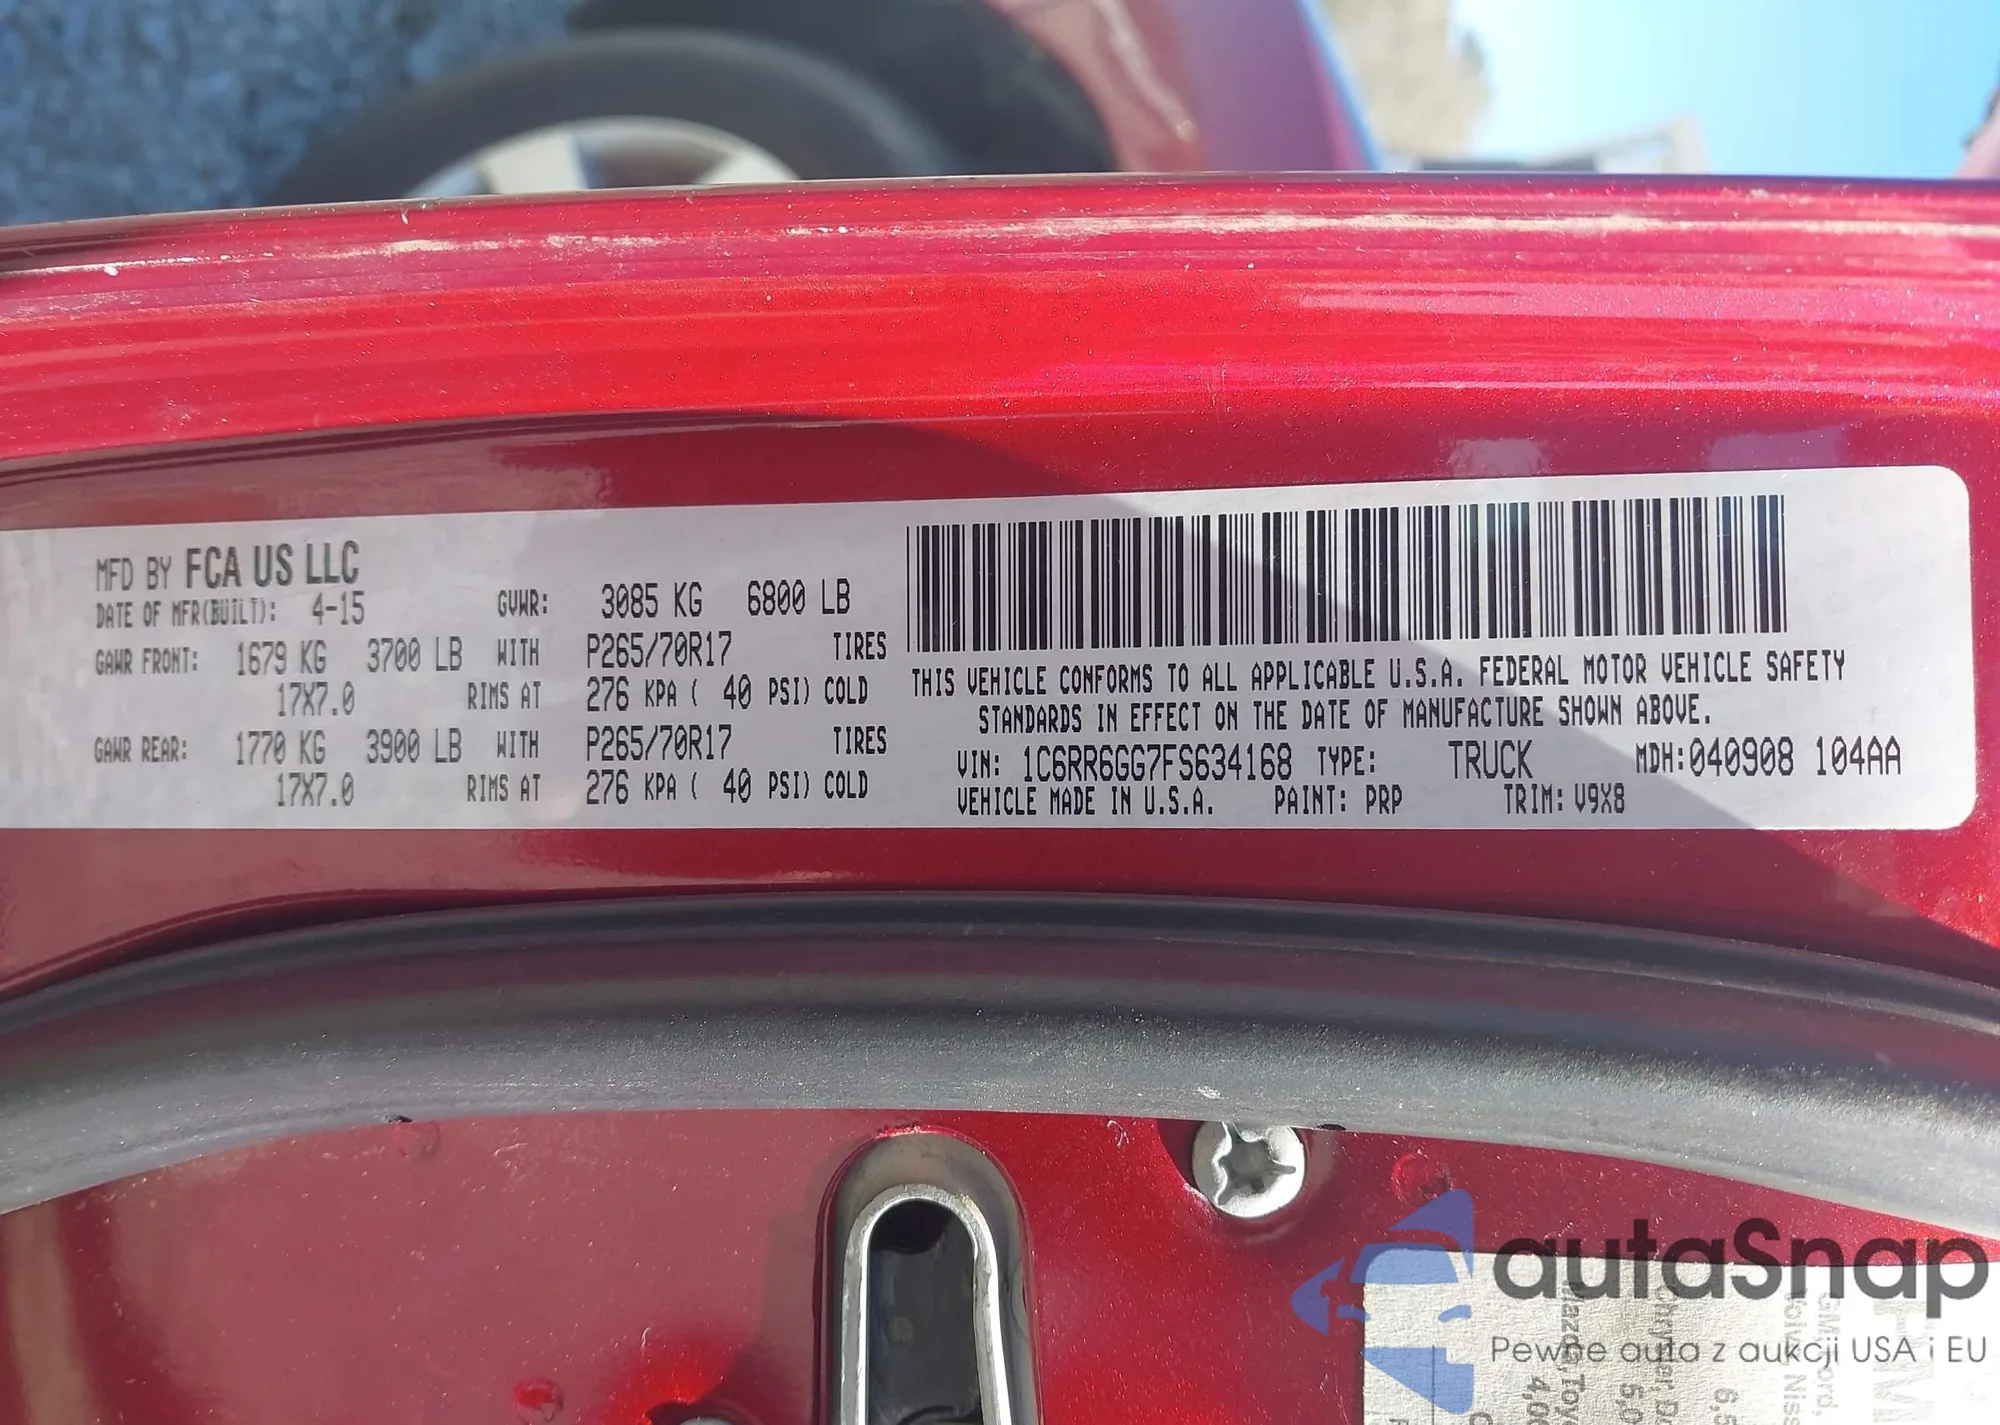 MFD BY FCA US LLC
DATE OF MFR(BUILT): 4-15 GVWR: 3085 KG 6800 LB
GAWR FRONT: 1679 KG 3700 LB WITH P265/70R17 TIRES
17X7.0 RIMS AT 276 KPA ( 40 PSI) COLD
GAWR REAR: 1770 KG 3900 LB WITH P265/70R17 TIRES
17X7.0 RIMS AT 276 KPA ( 40 PSI) COLD
THIS VEHICLE CONFORMS TO ALL APPLICABLE U.S.A. FEDERAL MOTOR VEHICLE SAFETY
STANDARDS IN EFFECT ON THE DATE OF MANUFACTURE SHOWN ABOVE.
VIN: 1C6RR6GG7FS634168 TYPE: TRUCK MDH:040908 104AA
VEHICLE MADE IN U.S.A. PAINT: PRP TRIM: V9X8
autaSnap
Pewne auta z aukcji USA i EU